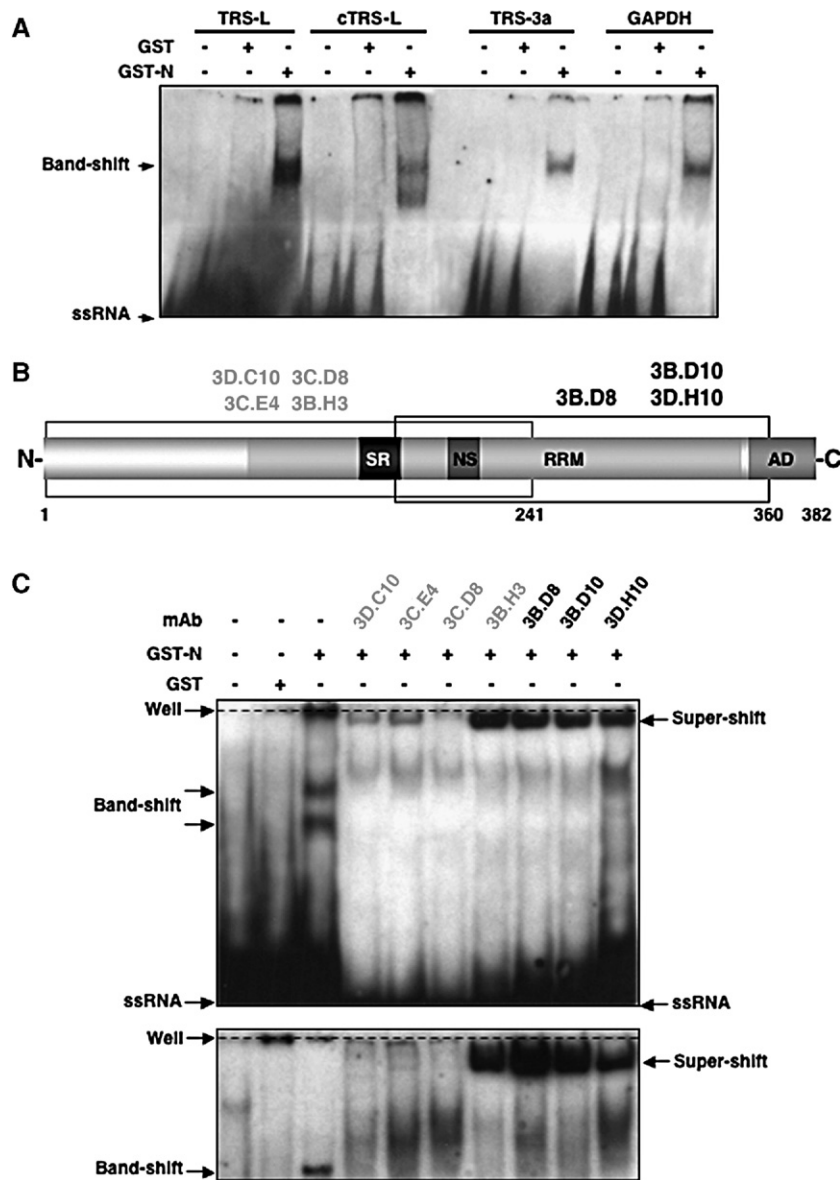 A
TRS-L cTRS-L TRS-3a GAPDH
GST - + - - + - - + - - + -
GST-N - - + - - + - - + - - +
Band-shift
ssRNA
B
3D.C10 3C.D8 3B.D10
3C.E4 3B.H3 3B.D8 3D.H10
N- SR NS RRM AD -C
1 241 360 382
C
mAb - - - 3D.C10 3C.E4 3C.D8 3B.H3 3B.D8 3B.D10 3D.H10
GST-N - - + + + + + + + +
GST - + - - - - - - - -
Well
Super-shift
Band-shift
ssRNA ssRNA
Well
Super-shift
Band-shift